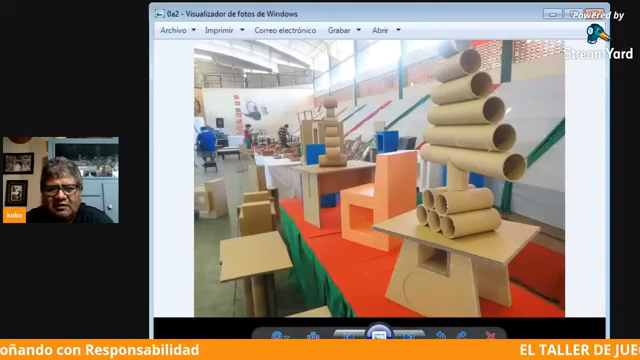 0a2 - Visualizador de fotos de Windows
Powered by
StreamYard
Archivo Imprimir Correo electrónico Grabar Abrir
koko
oñando con Responsabilidad EL TALLER DE JUE